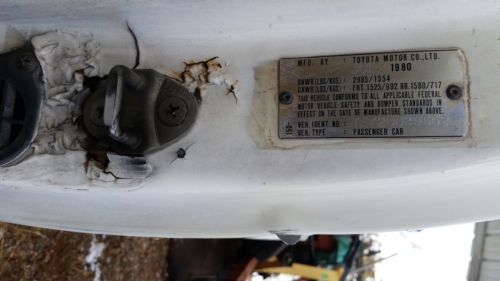 MFD. BY : TOYOTA MOTOR CO., LTD.
1980
GVWR (LBS/KGS) : 2985/1354
GAWR (LBS/KGS) : FRT. 1525/692 RR. 1580/717
THIS VEHICLE CONFORMS TO ALL APPLICABLE FEDERAL
MOTOR VEHICLE SAFETY AND BUMPER STANDARDS IN
EFFECT ON THE DATE OF MANUFACTURE SHOWN ABOVE.
VEH. IDENT. NO. :
VEH. TYPE : PASSENGER CAR